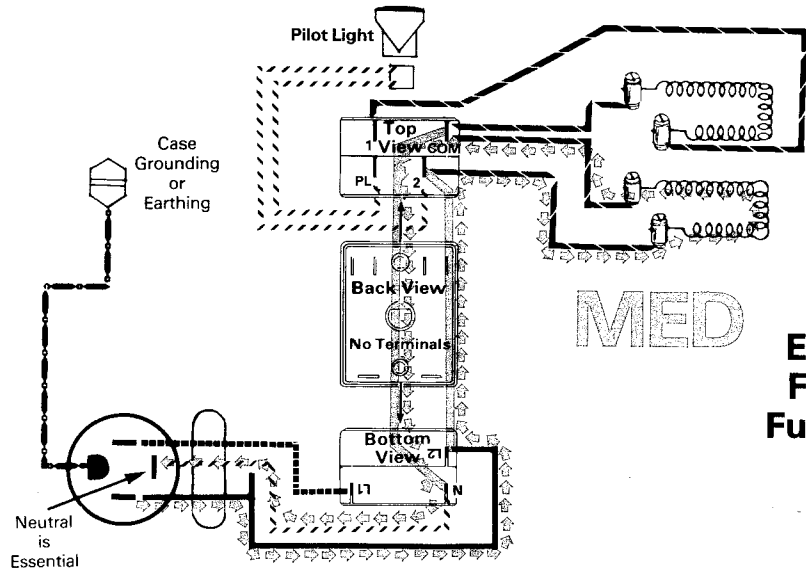 Pilot Light
Top
1 View COM
PL 2
Case
Grounding
or
Earthing
Back View
No Terminals
MED
E
F
Fu
Bottom
View L2
L1 N
Neutral
is
Essential